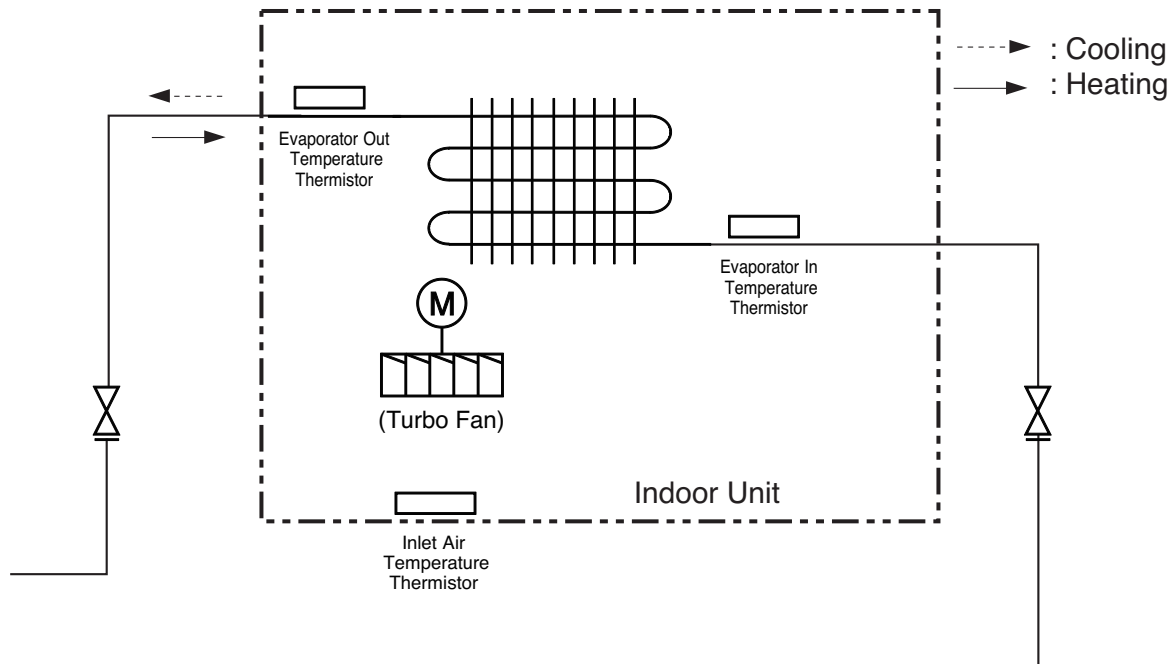 : Cooling
: Heating
Evaporator Out
Temperature
Thermistor
Evaporator In
Temperature
Thermistor
M
(Turbo Fan)
Indoor Unit
Inlet Air
Temperature
Thermistor